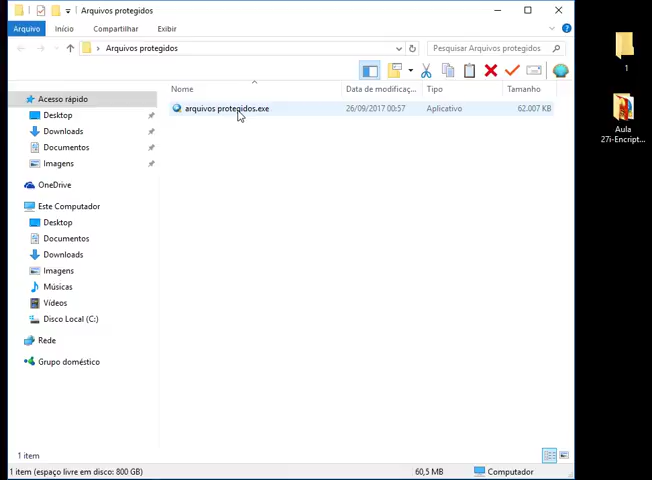 Arquivos protegidos
Arquivo Início Compartilhar Exibir
Arquivos protegidos
Pesquisar Arquivos protegidos
Nome Data de modificaç... Tipo Tamanho
arquivos protegidos.exe 26/09/2017 00:57 Aplicativo 62.007 KB
Acesso rápido
Desktop
Downloads
Documentos
Imagens
OneDrive
Este Computador
Desktop
Documentos
Downloads
Imagens
Músicas
Vídeos
Disco Local (C:)
Rede
Grupo doméstico
1 item
1 item (espaço livre em disco: 800 GB) 60,5 MB Computador
1
Aula
27i-Encript...